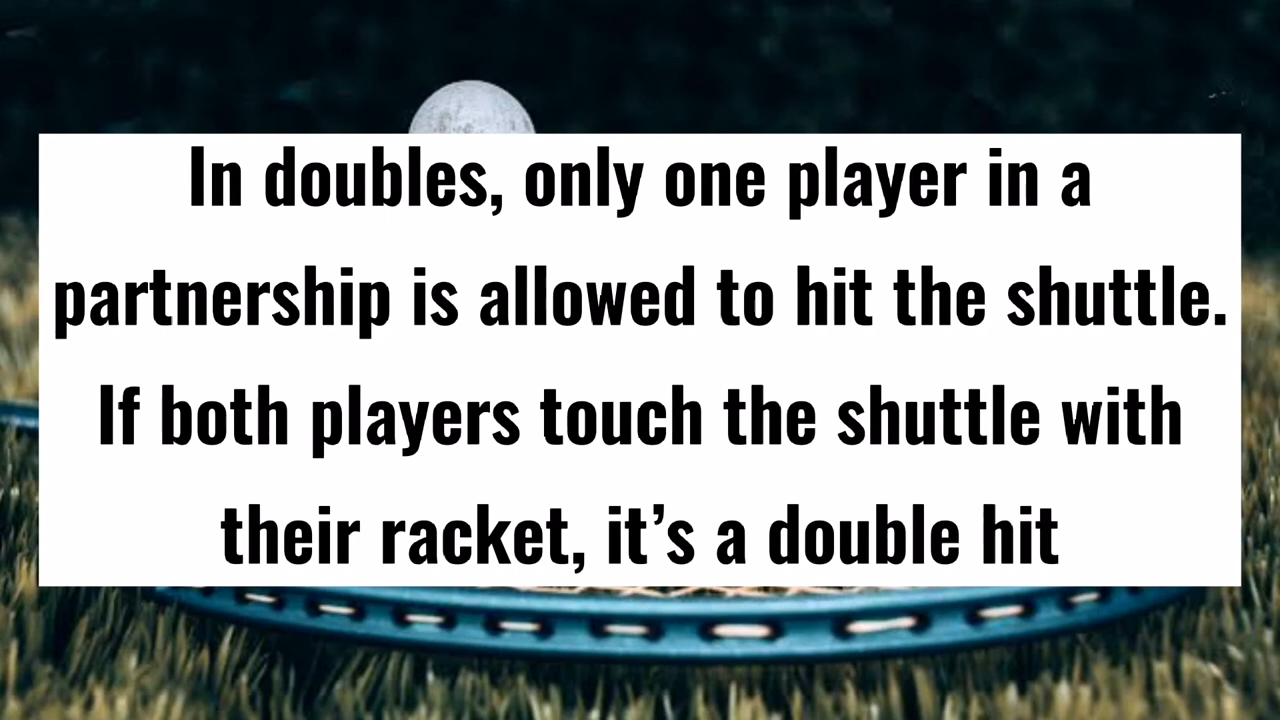 In doubles, only one player in a
partnership is allowed to hit the shuttle.
If both players touch the shuttle with
their racket, it’s a double hit